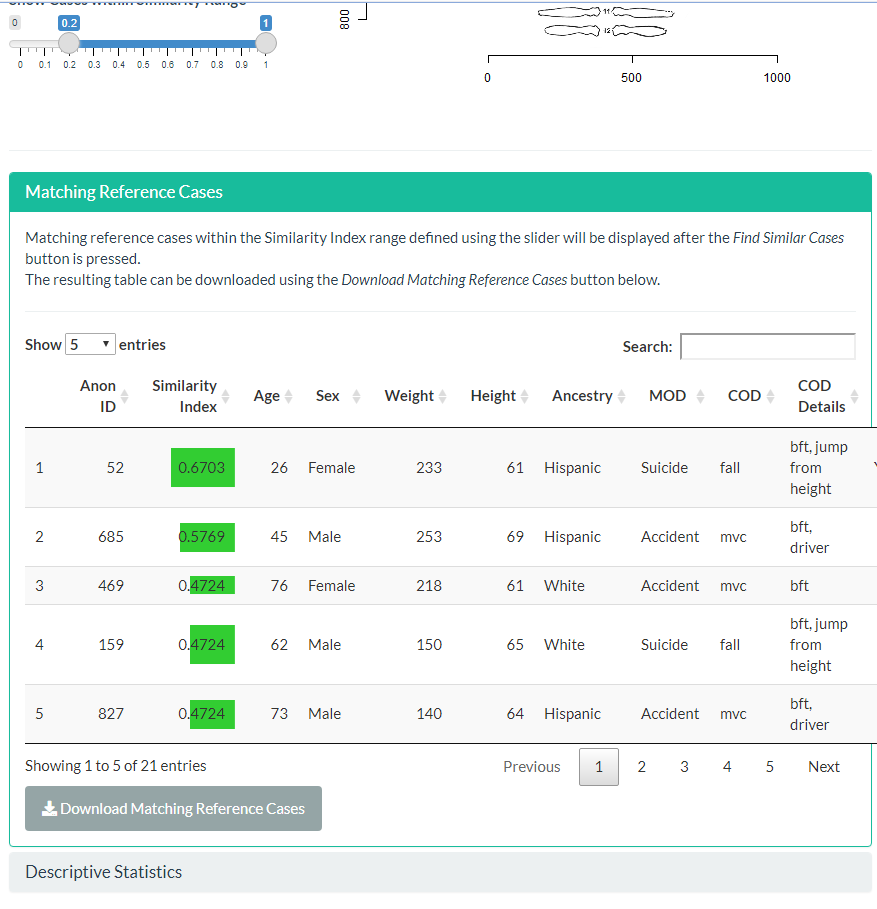 Show Cases within Similarity Range
0 0.2 1
0 0.1 0.2 0.3 0.4 0.5 0.6 0.7 0.8 0.9 1
800
11
12
0 500 1000
Matching Reference Cases
Matching reference cases within the Similarity Index range defined using the slider will be displayed after the Find Similar Cases
button is pressed.
The resulting table can be downloaded using the Download Matching Reference Cases button below.
Show 5 entries
Search:
Anon ID Similarity Index Age Sex Weight Height Ancestry MOD COD COD Details
1 52 0.6703 26 Female 233 61 Hispanic Suicide fall bft, jump from height
2 685 0.5769 45 Male 253 69 Hispanic Accident mvc bft, driver
3 469 0.4724 76 Female 218 61 White Accident mvc bft
4 159 0.4724 62 Male 150 65 White Suicide fall bft, jump from height
5 827 0.4724 73 Male 140 64 Hispanic Accident mvc bft, driver
Showing 1 to 5 of 21 entries
Previous 1 2 3 4 5 Next
Download Matching Reference Cases
Descriptive Statistics